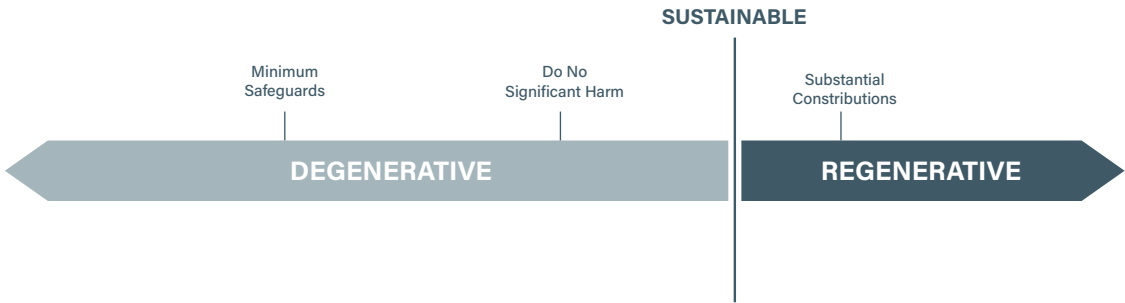 SUSTAINABLE
Minimum
Safeguards
Do No
Significant Harm
Substantial
Constributions
DEGENERATIVE
REGENERATIVE